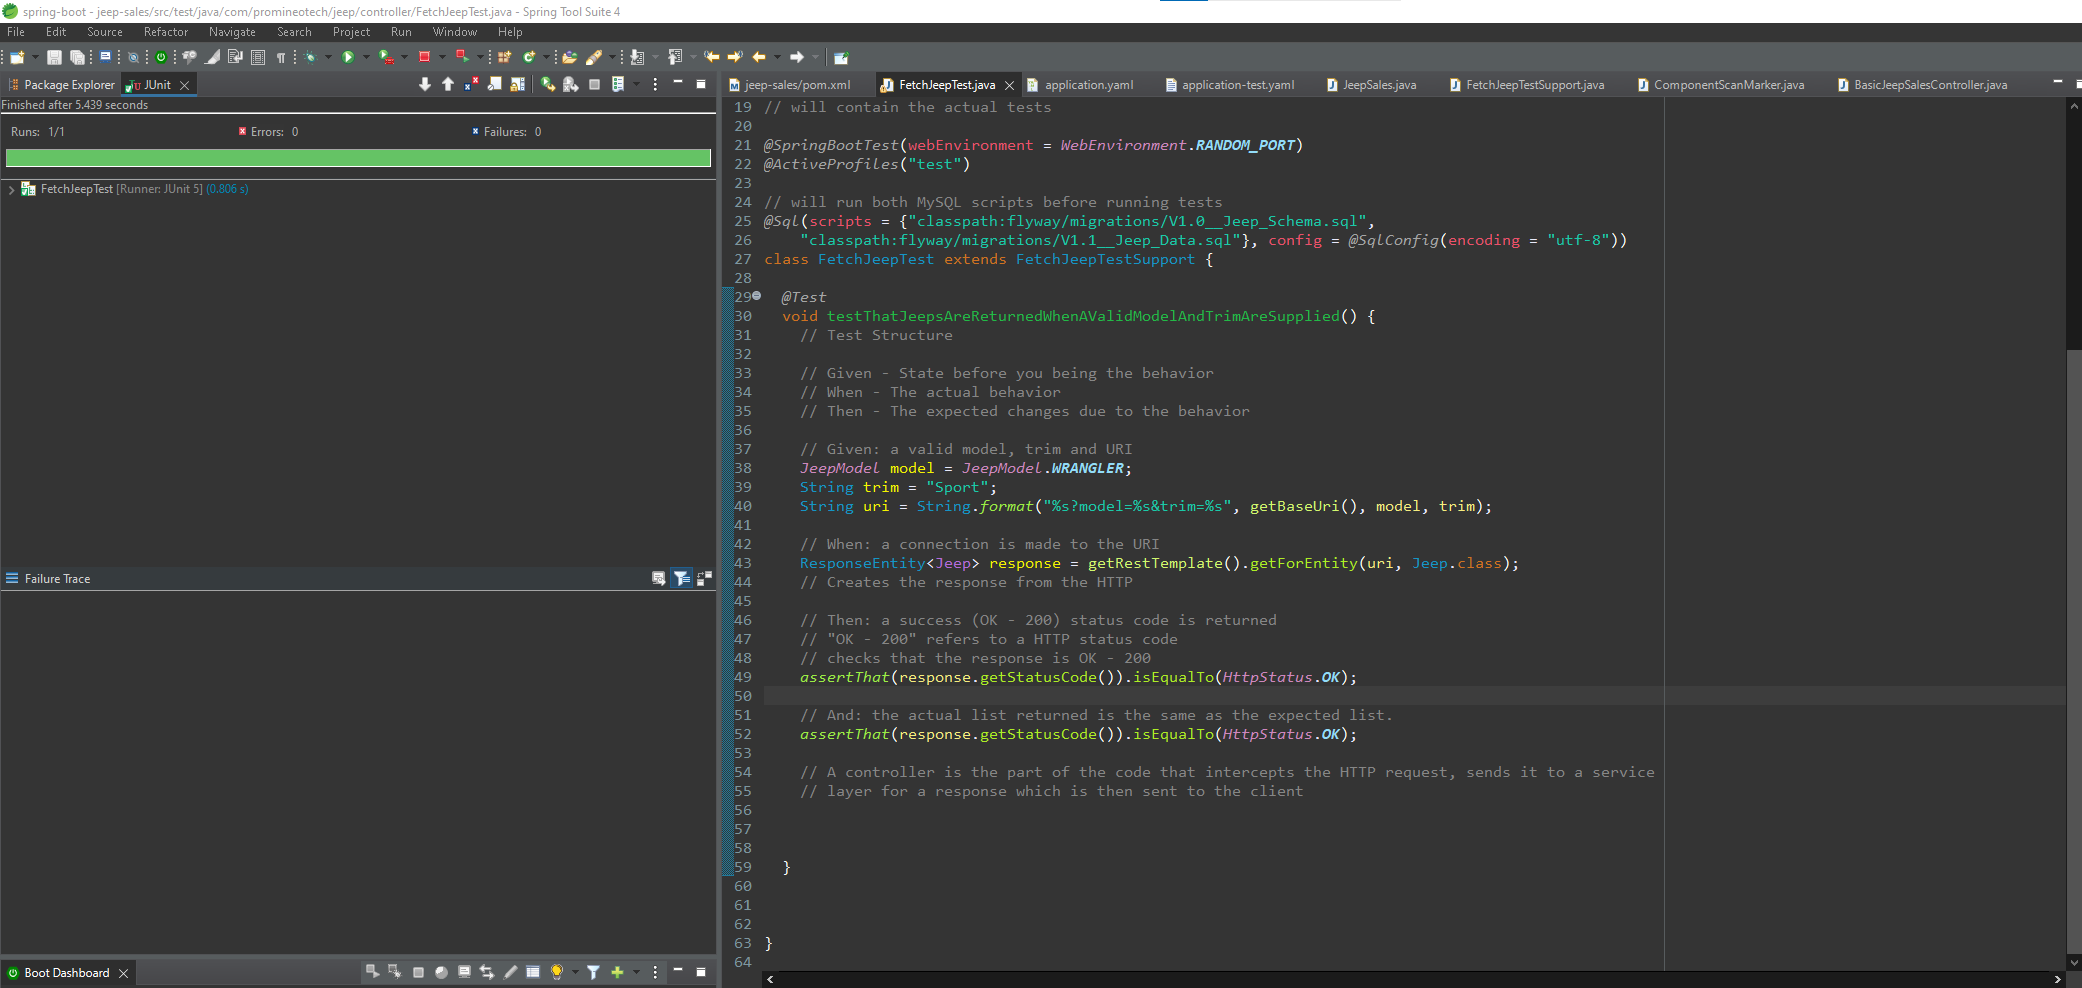 spring-boot - jeep-sales/src/test/java/com/promineotech/jeep/controller/FetchJeepTest.java - Spring Tool Suite 4
File Edit Source Refactor Navigate Search Project Run Window Help
Package Explorer JUnit
Finished after 5.439 seconds
Runs: 1/1 Errors: 0 Failures: 0
FetchJeepTest [Runner: JUnit 5] (0.806 s)
Failure Trace
Boot Dashboard
jeep-sales/pom.xml FetchJeepTest.java application.yaml application-test.yaml JeepSales.java FetchJeepTestSupport.java ComponentScanMarker.java BasicJeepSalesController.java
19 // will contain the actual tests
20
21 @SpringBootTest(webEnvironment = WebEnvironment.RANDOM_PORT)
22 @ActiveProfiles("test")
23
24 // will run both MySQL scripts before running tests
25 @Sql(scripts = {"classpath:flyway/migrations/V1.0__Jeep_Schema.sql",
26 "classpath:flyway/migrations/V1.1__Jeep_Data.sql"}, config = @SqlConfig(encoding = "utf-8"))
27 class FetchJeepTest extends FetchJeepTestSupport {
28
29 @Test
30 void testThatJeepsAreReturnedWhenAValidModelAndTrimAreSupplied() {
31 // Test Structure
32
33 // Given - State before you being the behavior
34 // When - The actual behavior
35 // Then - The expected changes due to the behavior
36
37 // Given: a valid model, trim and URI
38 JeepModel model = JeepModel.WRANGLER;
39 String trim = "Sport";
40 String uri = String.format("%s?model=%s&trim=%s", getBaseUri(), model, trim);
41
42 // When: a connection is made to the URI
43 ResponseEntity<Jeep> response = getRestTemplate().getForEntity(uri, Jeep.class);
44 // Creates the response from the HTTP
45
46 // Then: a success (OK - 200) status code is returned
47 // "OK - 200" refers to a HTTP status code
48 // checks that the response is OK - 200
49 assertThat(response.getStatusCode()).isEqualTo(HttpStatus.OK);
50
51 // And: the actual list returned is the same as the expected list.
52 assertThat(response.getStatusCode()).isEqualTo(HttpStatus.OK);
53
54 // A controller is the part of the code that intercepts the HTTP request, sends it to a service
55 // layer for a response which is then sent to the client
56
57
58
59 }
60
61
62
63 }
64